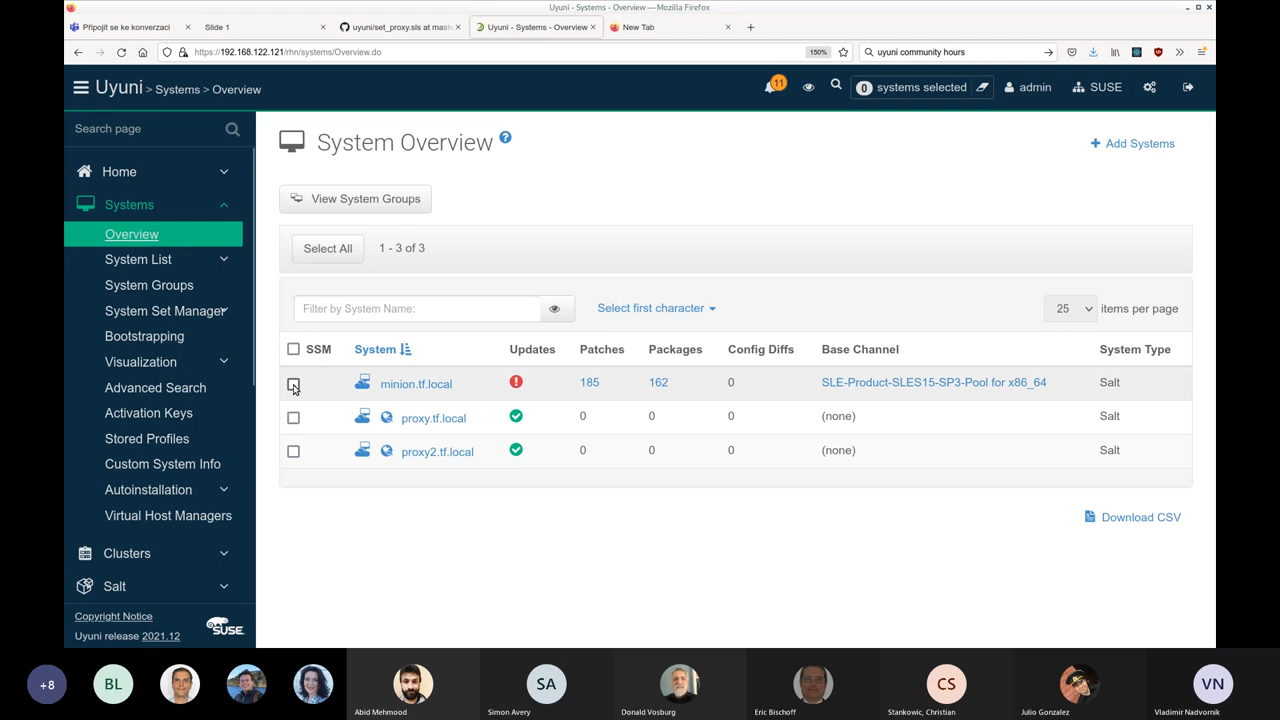 Uyuni - Systems - Overview — Mozilla Firefox
Připojit se ke konverzaci
Slide 1
uyuni/set_proxy.sls at mas
Uyuni - Systems - Overview
New Tab
https://192.168.122.121/rhn/systems/Overview.do
150%
uyuni community hours
Uyuni > Systems > Overview
11
0 systems selected
admin
SUSE
Search page
Home
Systems
Overview
System List
System Groups
System Set Manager
Bootstrapping
Visualization
Advanced Search
Activation Keys
Stored Profiles
Custom System Info
Autoinstallation
Virtual Host Managers
Clusters
Salt
Copyright Notice
Uyuni release 2021.12
SUSE
System Overview
Add Systems
View System Groups
Select All
1 - 3 of 3
Filter by System Name:
Select first character
25 items per page
SSM System Updates Patches Packages Config Diffs Base Channel System Type
minion.tf.local 185 162 0 SLE-Product-SLES15-SP3-Pool for x86_64 Salt
proxy.tf.local 0 0 0 (none) Salt
proxy2.tf.local 0 0 0 (none) Salt
Download CSV
+8
BL
SA
CS
VN
Abid Mehmood
Simon Avery
Donald Vosburg
Eric Bischoff
Stankovic, Christian
Julio Gonzalez
Vladimir Nadvornik